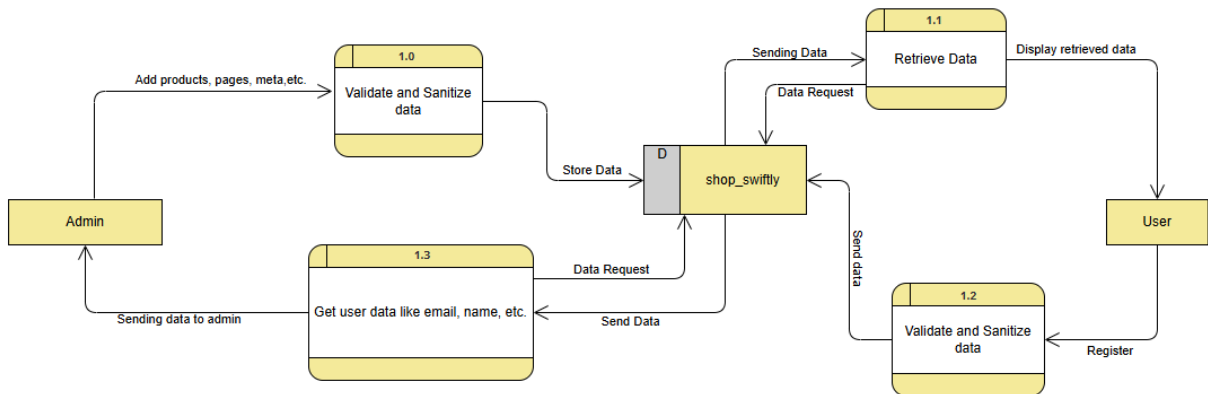 1.1
Retrieve Data
Sending Data
Display retrieved data
1.0
Validate and Sanitize
data
Add products, pages, meta,etc.
Data Request
Store Data
D
shop_swiftly
Admin
User
1.3
Get user data like email, name, etc.
Data Request
Send Data
Sending data to admin
Send data
1.2
Validate and Sanitize
data
Register